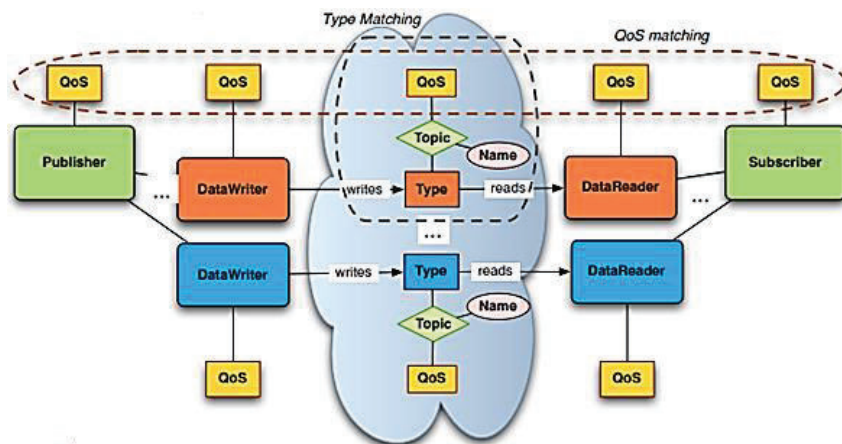 Type Matching
QoS matching
QoS
QoS
QoS
QoS
QoS
Publisher
Topic
Subscriber
Name
DataWriter
writes
Type
reads
DataReader
...
...
...
DataWriter
writes
Type
reads
DataReader
Name
Topic
QoS
QoS
QoS